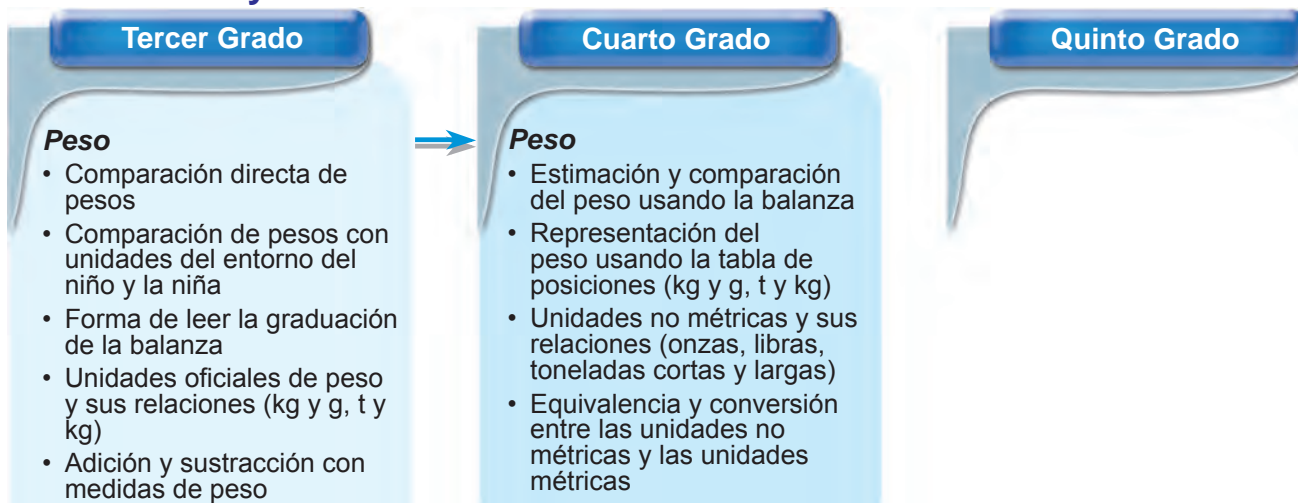 Tercer Grado
Peso
• Comparación directa de
pesos
• Comparación de pesos con
unidades del entorno del
niño y la niña
• Forma de leer la graduación
de la balanza
• Unidades oficiales de peso
y sus relaciones (kg y g, t y
kg)
• Adición y sustracción con
medidas de peso
Cuarto Grado
Peso
• Estimación y comparación
del peso usando la balanza
• Representación del
peso usando la tabla de
posiciones (kg y g, t y kg)
• Unidades no métricas y sus
relaciones (onzas, libras,
toneladas cortas y largas)
• Equivalencia y conversión
entre las unidades no
métricas y las unidades
métricas
Quinto Grado